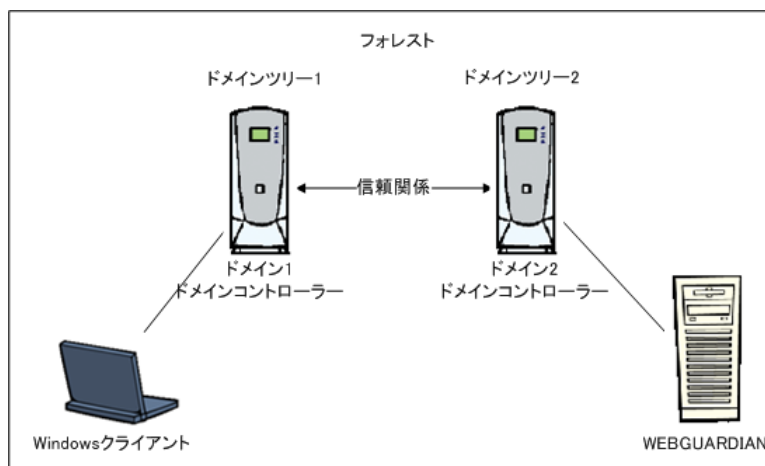 フォレスト
ドメインツリー1
ドメインツリー2
信頼関係
ドメイン1
ドメインコントローラー
ドメイン2
ドメインコントローラー
Windowsクライアント
WEBGUARDIAN